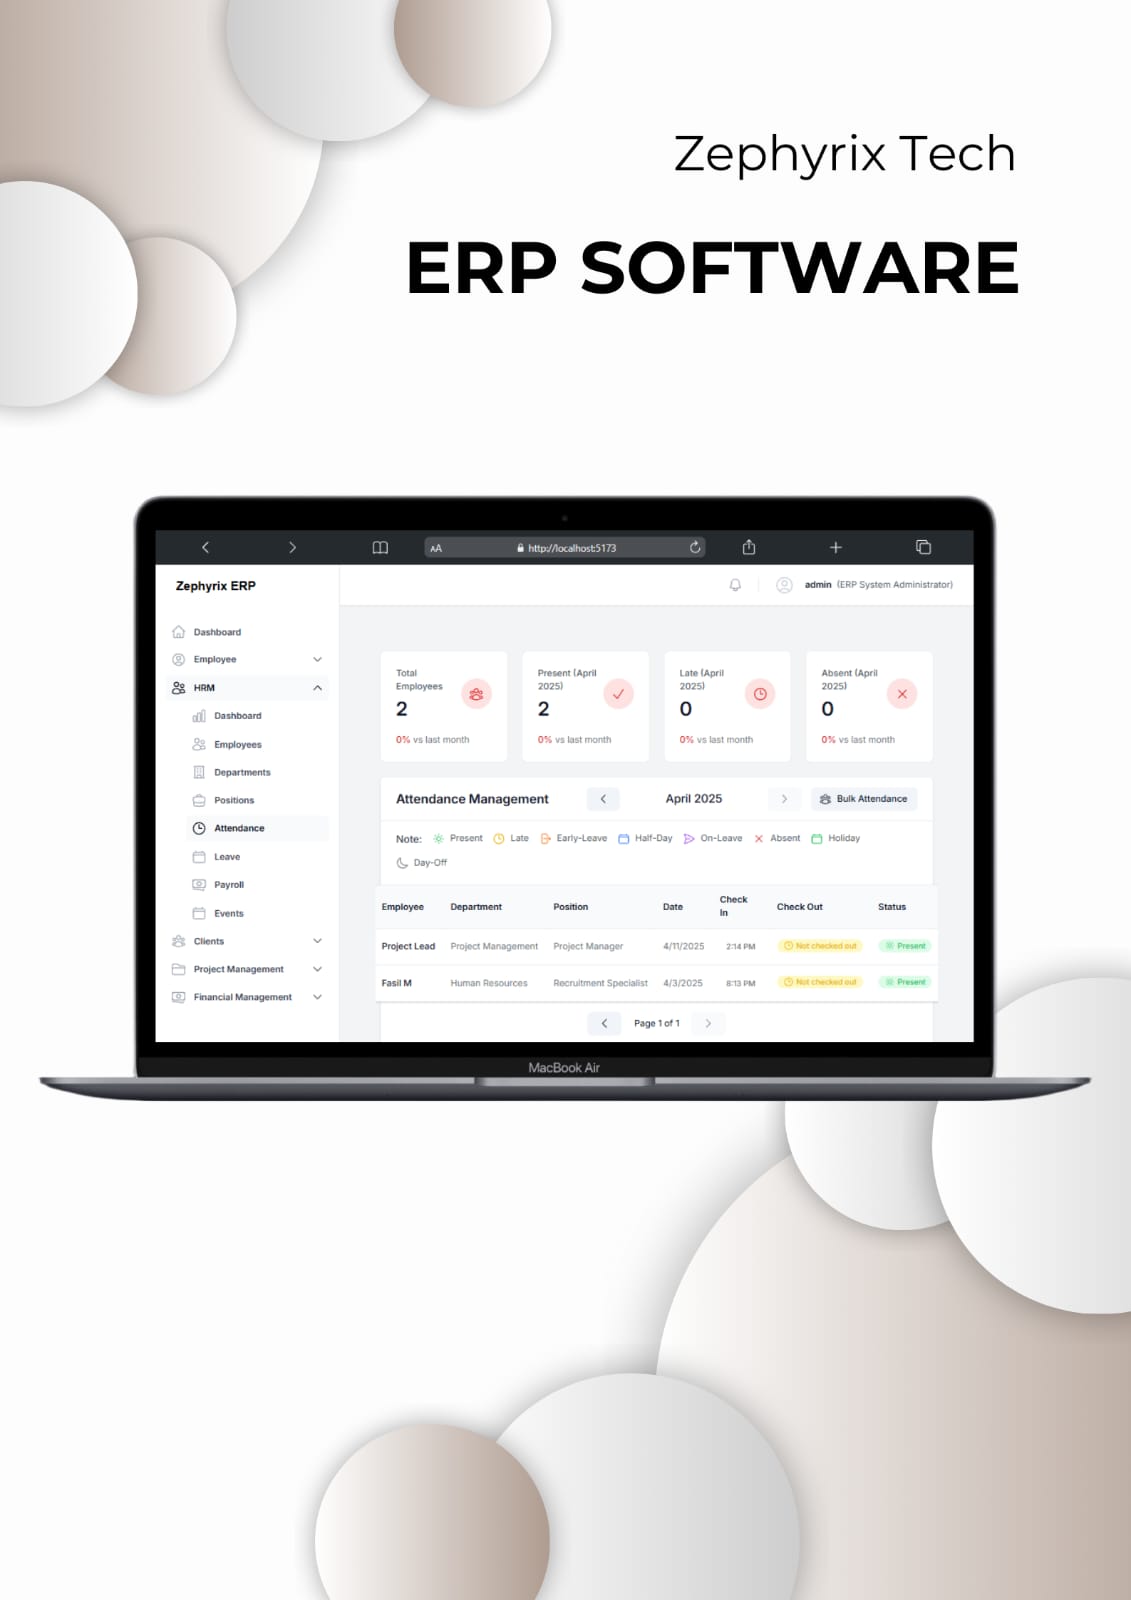 Zephyrix Tech
ERP SOFTWARE
AA
http://localhost:5173
Zephyrix ERP
admin (ERP System Administrator)
Dashboard
Employee
HRM
Dashboard
Employees
Departments
Positions
Attendance
Leave
Payroll
Events
Clients
Project Management
Financial Management
Total
Employees
2
0% vs last month
Present (April
2025)
2
0% vs last month
Late (April
2025)
0
0% vs last month
Absent (April
2025)
0
0% vs last month
Attendance Management
April 2025
Bulk Attendance
Note: Present Late Early-Leave Half-Day On-Leave Absent Holiday
Day-Off
Employee Department Position Date Check In Check Out Status
Project Lead Project Management Project Manager 4/11/2025 2:14 PM Not checked out Present
Fasil M Human Resources Recruitment Specialist 4/3/2025 8:13 PM Not checked out Present
Page 1 of 1
MacBook Air